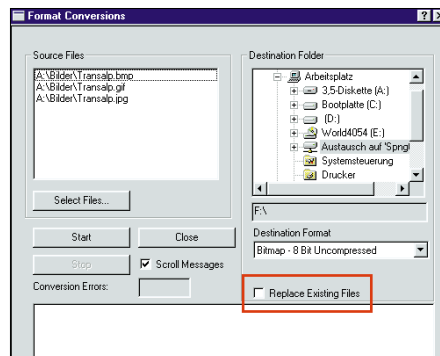 Format Conversions
Source Files
A:\Bilder\Transalp.bmp
A:\Bilder\Transalp.gif
A:\Bilder\Transalp.jpg
Select Files...
Destination Folder
Arbeitsplatz
3,5-Diskette (A:)
Bootplatte (C:)
(D:)
World4054 (E:)
Austausch auf 'Spngl
Systemsteuerung
Drucker
F:\
Start
Close
Stop
Scroll Messages
Conversion Errors:
Destination Format
Bitmap - 8 Bit Uncompressed
Replace Existing Files